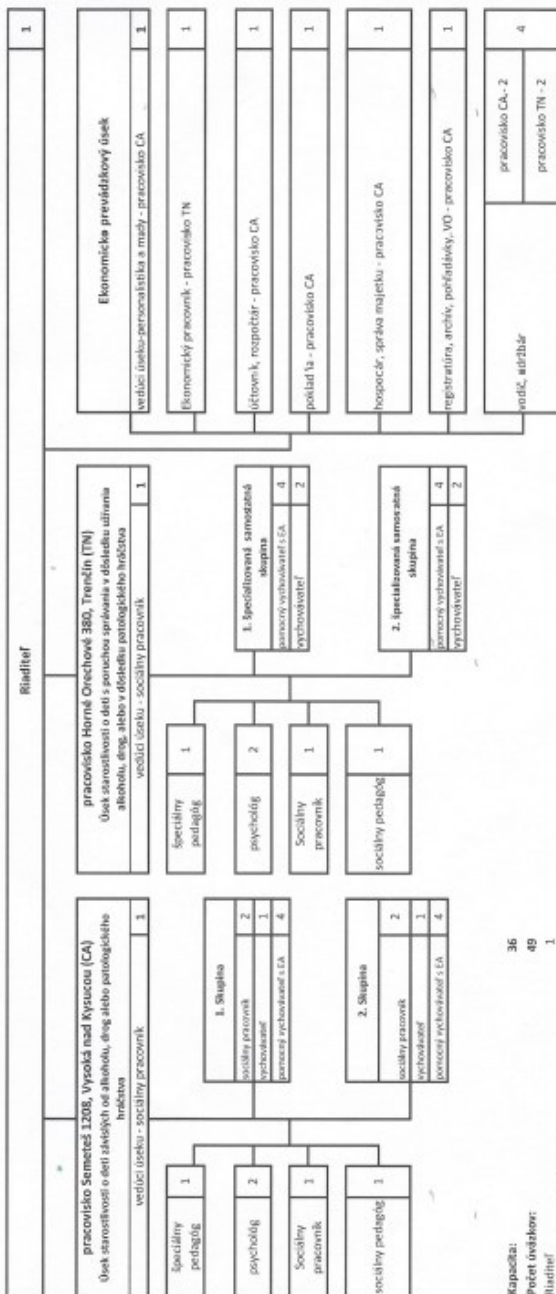 Riaditeľ 1
pracovisko Semeteš 1208, Vysoká nad Kysucou (CA)
Úsek starostlivosti o deti závislých od alkoholu, drog alebo patologického
hráčstva
vedúci úseku - sociálny pracovník 1
špeciálny
pedagóg 1
psychológ 2
Sociálny
pracovník 1
sociálny pedagóg 1
1. Skupina
sociálny pracovník 2
vychovávateľ 1
pomocný vychovávateľ s EA 4
2. Skupina
sociálny pracovník 2
vychovávateľ 1
pomocný vychovávateľ s EA 4
pracovisko Horné Orechové 380, Trenčín (TN)
Úsek starostlivosti o deti s poruchou správania v dôsledku užívania
alkoholu, drog, alebo v dôsledku patologického hráčstva
vedúci úseku - sociálny pracovník 1
špeciálny
pedagóg 1
psychológ 2
Sociálny
pracovník 1
sociálny pedagóg 1
1. špecializovaná samostatná
skupina
pomocný vychovávateľ s EA 4
vychovávateľ 2
2. špecializovaná samostatná
skupina
pomocný vychovávateľ s EA 4
vychovávateľ 2
Ekonomicko prevádzkový úsek
vedúci úseku-personalistika a mzdy - pracovisko CA 1
Ekonomický pracovník - pracovisko TN 1
účtovník, rozpočtár - pracovisko CA 1
pokladňa - pracovisko CA 1
hospodár, správa majetku - pracovisko CA 1
registratúra, archív, pohľadávky, VO - pracovisko CA 1
vodič, údržbár
pracovisko CA - 2
pracovisko TN - 2
4
Kapacita: 36
Počet úväzkov: 49
Riaditeľ 1